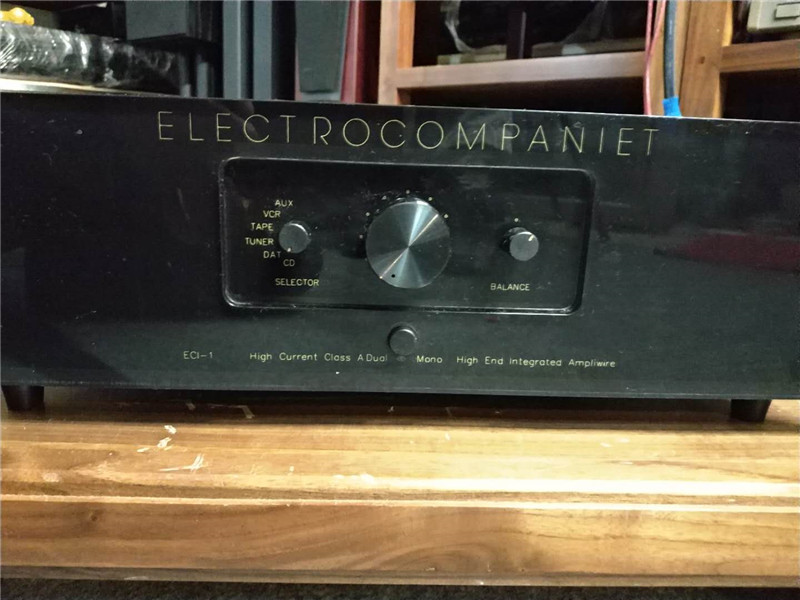 ELECTROCOMPANIET
AUX
VCR
TAPE
TUNER
DAT
CD
SELECTOR
BALANCE
ECI-1 High Current Class A Dual Mono High End Integrated Ampliwire